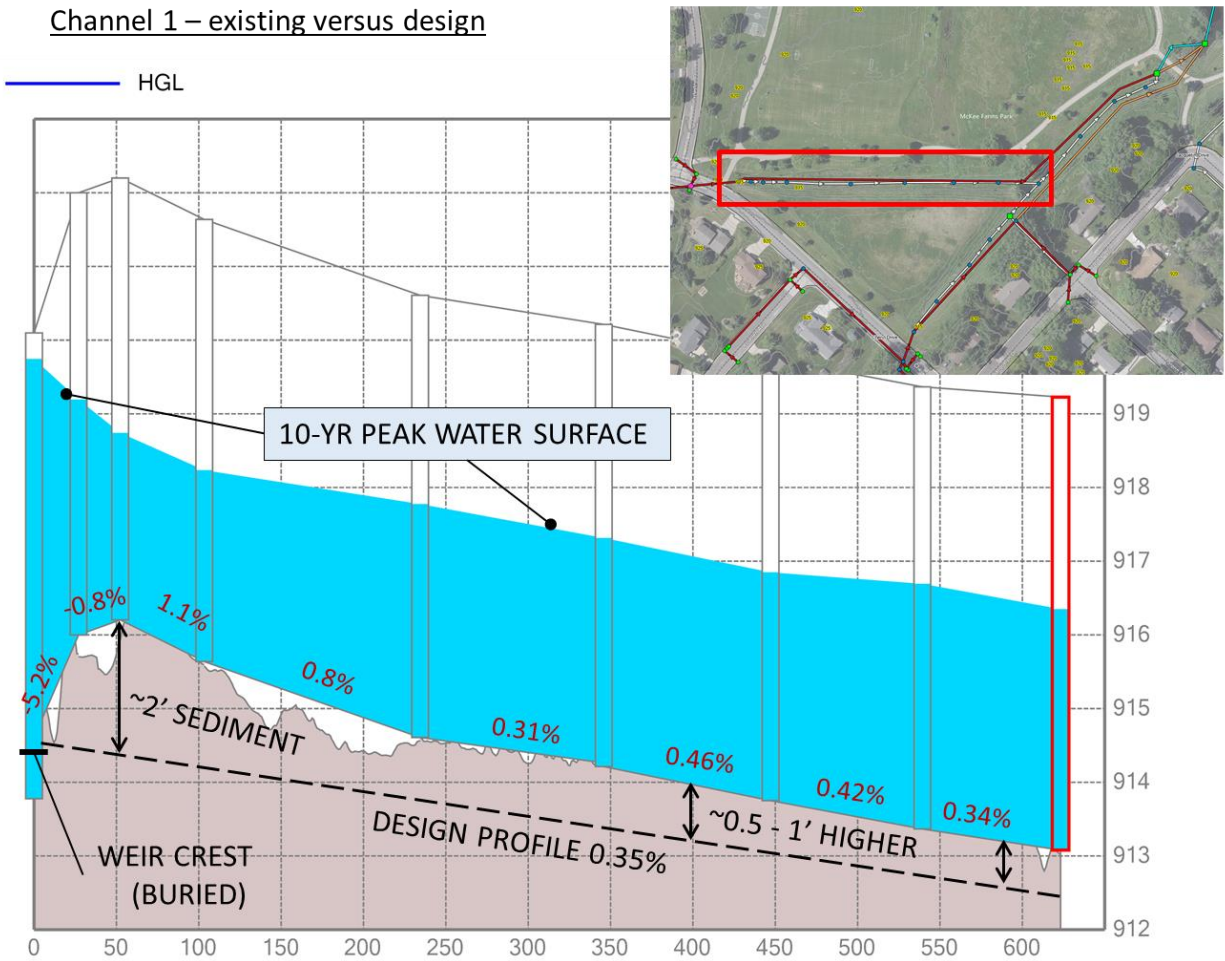 Channel 1 – existing versus design
HGL
McKee Farms Park
10-YR PEAK WATER SURFACE
919
918
917
916
915
914
913
912
-5.2%
-0.8%
1.1%
0.8%
0.31%
0.46%
0.42%
0.34%
~2’ SEDIMENT
~0.5 - 1’ HIGHER
DESIGN PROFILE 0.35%
WEIR CREST
(BURIED)
0 50 100 150 200 250 300 350 400 450 500 550 600